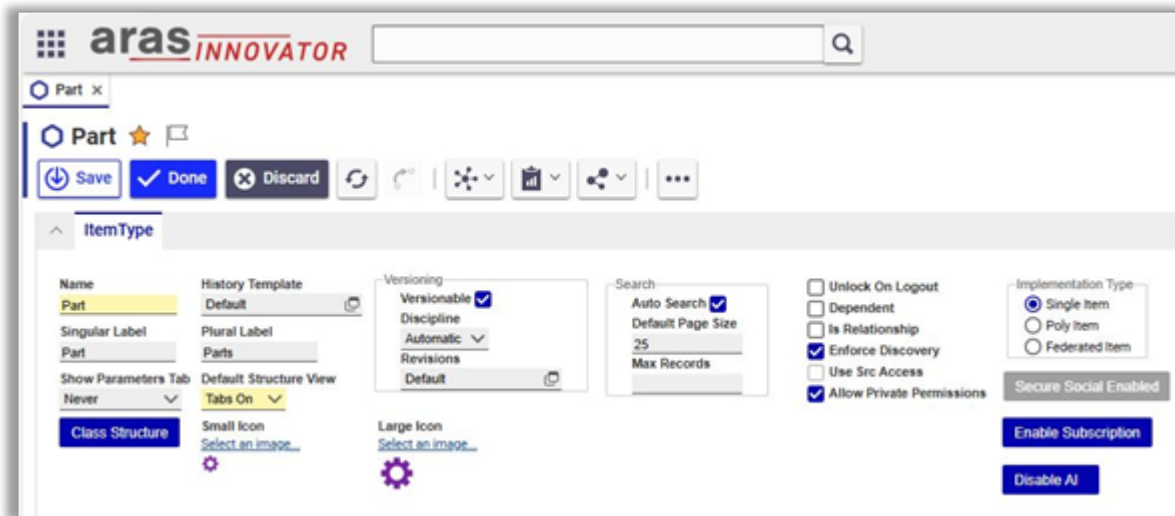 aras INNOVATOR
Part ×
Part
Save Done Discard
ItemType
Name
Part
Singular Label
Part
Show Parameters Tab
Never
Class Structure
History Template
Default
Plural Label
Parts
Default Structure View
Tabs On
Small Icon
Select an image...
Versioning
Versionable
Discipline
Automatic
Revisions
Default
Large Icon
Select an image...
Search
Auto Search
Default Page Size
25
Max Records
Unlock On Logout
Dependent
Is Relationship
Enforce Discovery
Use Src Access
Allow Private Permissions
Implementation Type
Single Item
Poly Item
Federated Item
Secure Social Enabled
Enable Subscription
Disable AI